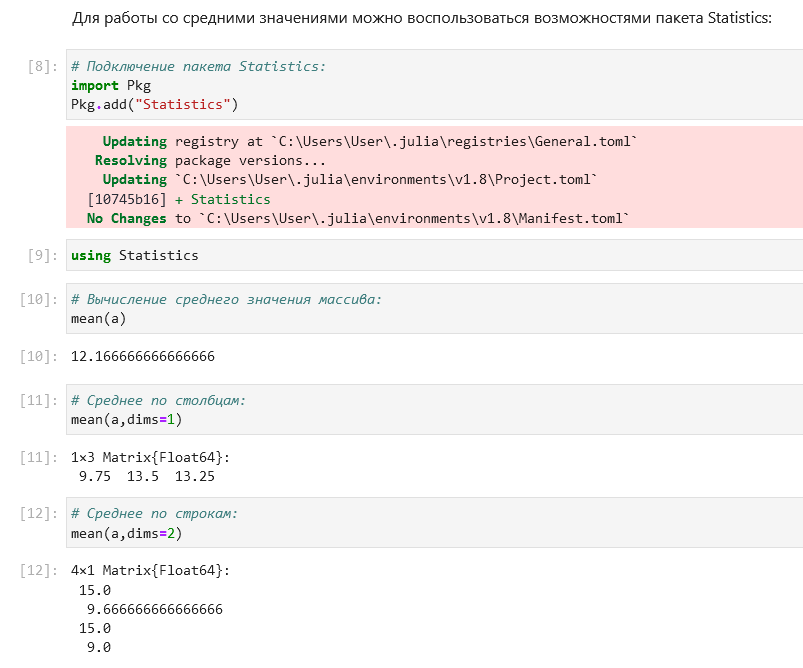 Для работы со средними значениями можно воспользоваться возможностями пакета Statistics:
[8]: # Подключение пакета Statistics:
import Pkg
Pkg.add("Statistics")
Updating registry at `C:\Users\User\.julia\registries\General.toml`
Resolving package versions...
Updating `C:\Users\User\.julia\environments\v1.8\Project.toml`
[10745b16] + Statistics
No Changes to `C:\Users\User\.julia\environments\v1.8\Manifest.toml`
[9]: using Statistics
[10]: # Вычисление среднего значения массива:
mean(a)
[10]: 12.166666666666666
[11]: # Среднее по столбцам:
mean(a,dims=1)
[11]: 1×3 Matrix{Float64}:
9.75 13.5 13.25
[12]: # Среднее по строкам:
mean(a,dims=2)
[12]: 4×1 Matrix{Float64}:
15.0
9.666666666666666
15.0
9.0